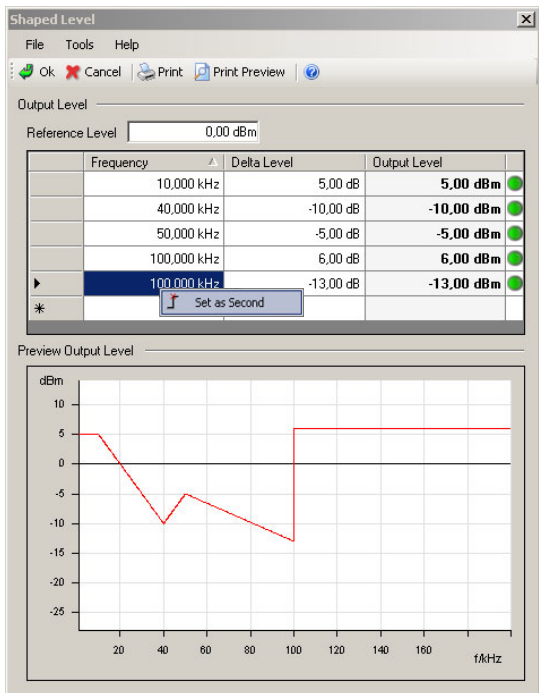 Shaped Level
File Tools Help
Ok Cancel Print Print Preview
Output Level
Reference Level 0,00 dBm
Frequency Delta Level Output Level
10,000 kHz 5,00 dB 5,00 dBm
40,000 kHz -10,00 dB -10,00 dBm
50,000 kHz -5,00 dB -5,00 dBm
100,000 kHz 6,00 dB 6,00 dBm
100,000 kHz -13,00 dB -13,00 dBm
Set as Second
Preview Output Level
dBm
10
5
0
-5
-10
-15
-20
-25
20 40 60 80 100 120 140 160 f/kHz